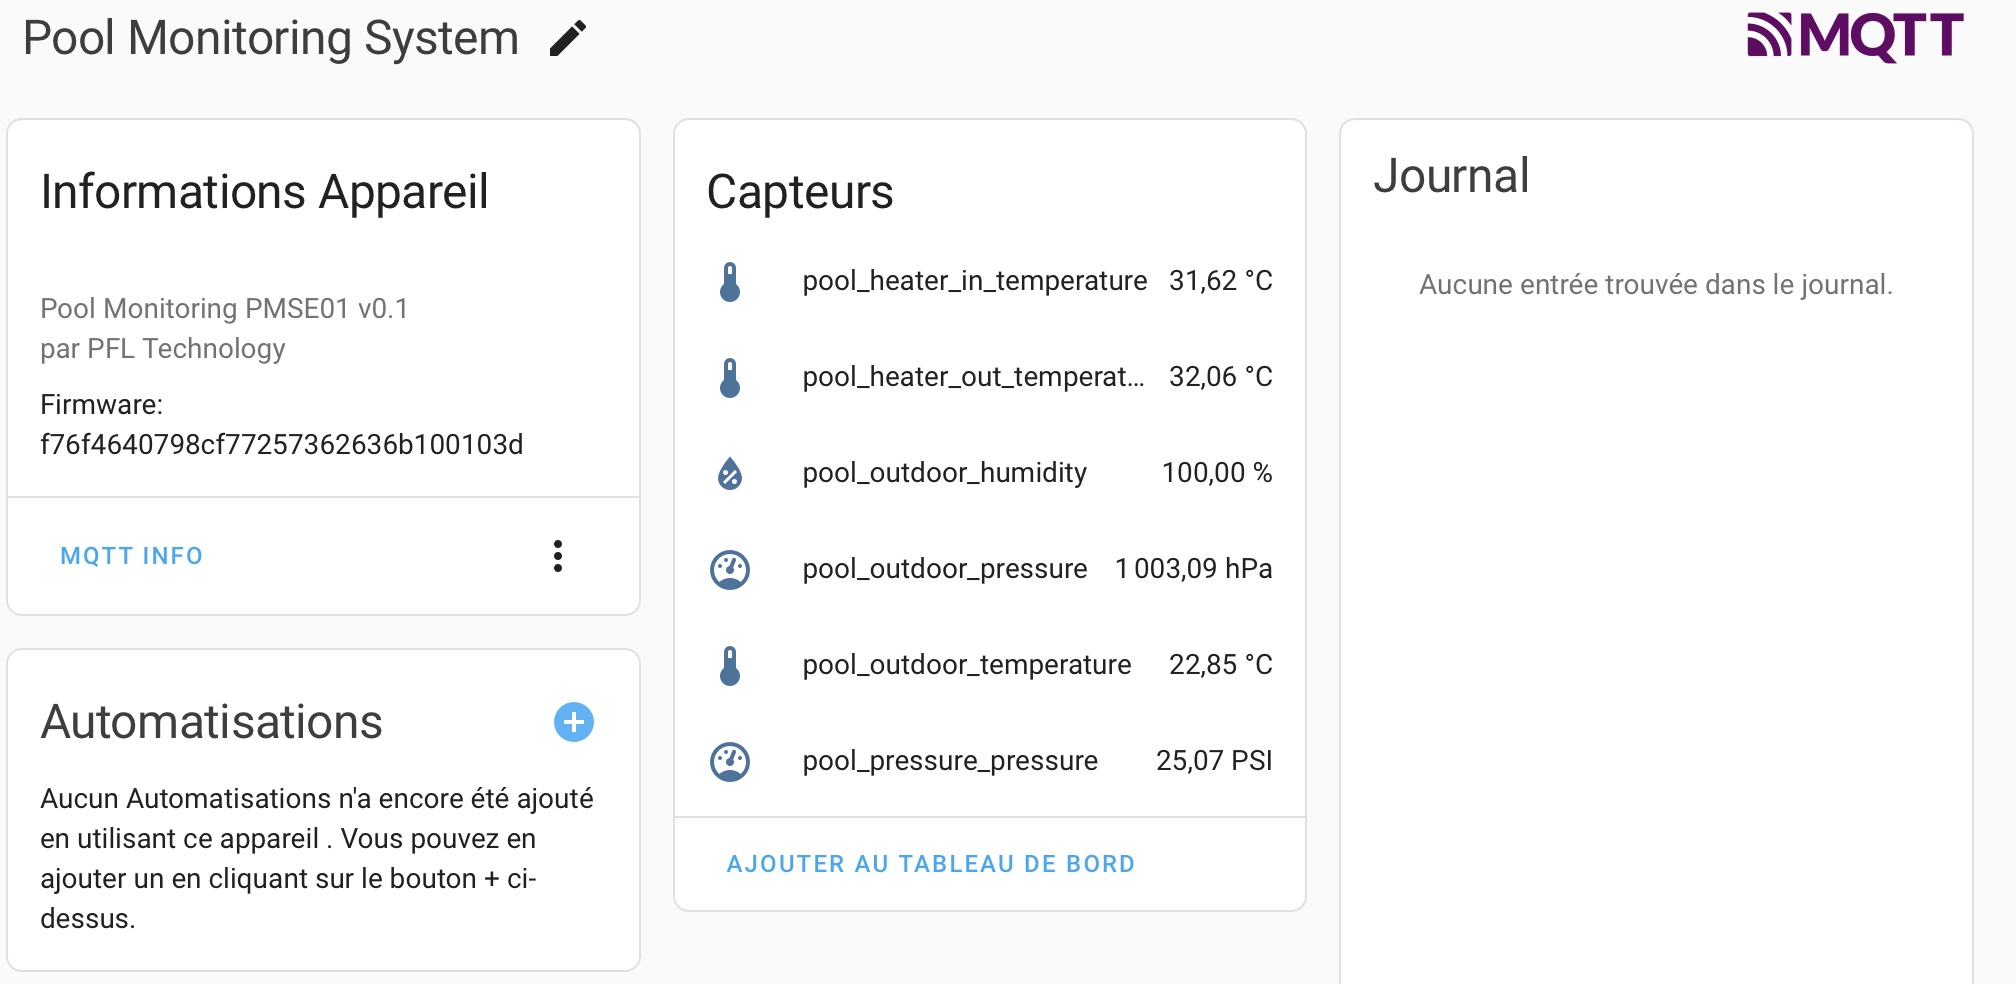 Pool Monitoring System
MQTT
Informations Appareil
Pool Monitoring PMSE01 v0.1
par PFL Technology
Firmware:
f76f4640798cf77257362636b100103d
MQTT INFO
Automatisations
Aucun Automatisations n'a encore été ajouté
en utilisant ce appareil . Vous pouvez en
ajouter un en cliquant sur le bouton + ci-
dessus.
Capteurs
pool_heater_in_temperature 31,62 °C
pool_heater_out_temperat... 32,06 °C
pool_outdoor_humidity 100,00 %
pool_outdoor_pressure 1 003,09 hPa
pool_outdoor_temperature 22,85 °C
pool_pressure_pressure 25,07 PSI
AJOUTER AU TABLEAU DE BORD
Journal
Aucune entrée trouvée dans le journal.